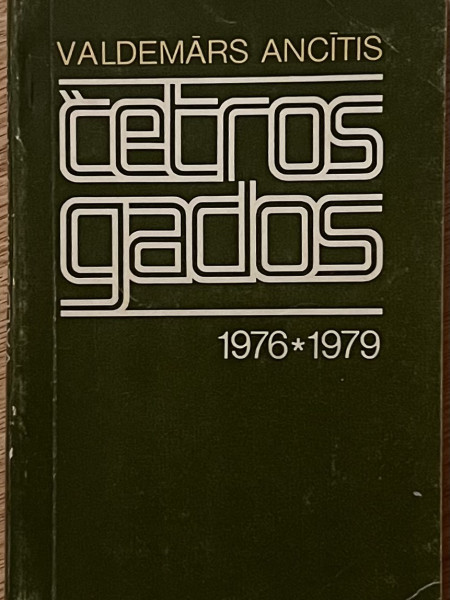 VALDEMĀRS ANCĪTIS
četros
gados
1976*1979